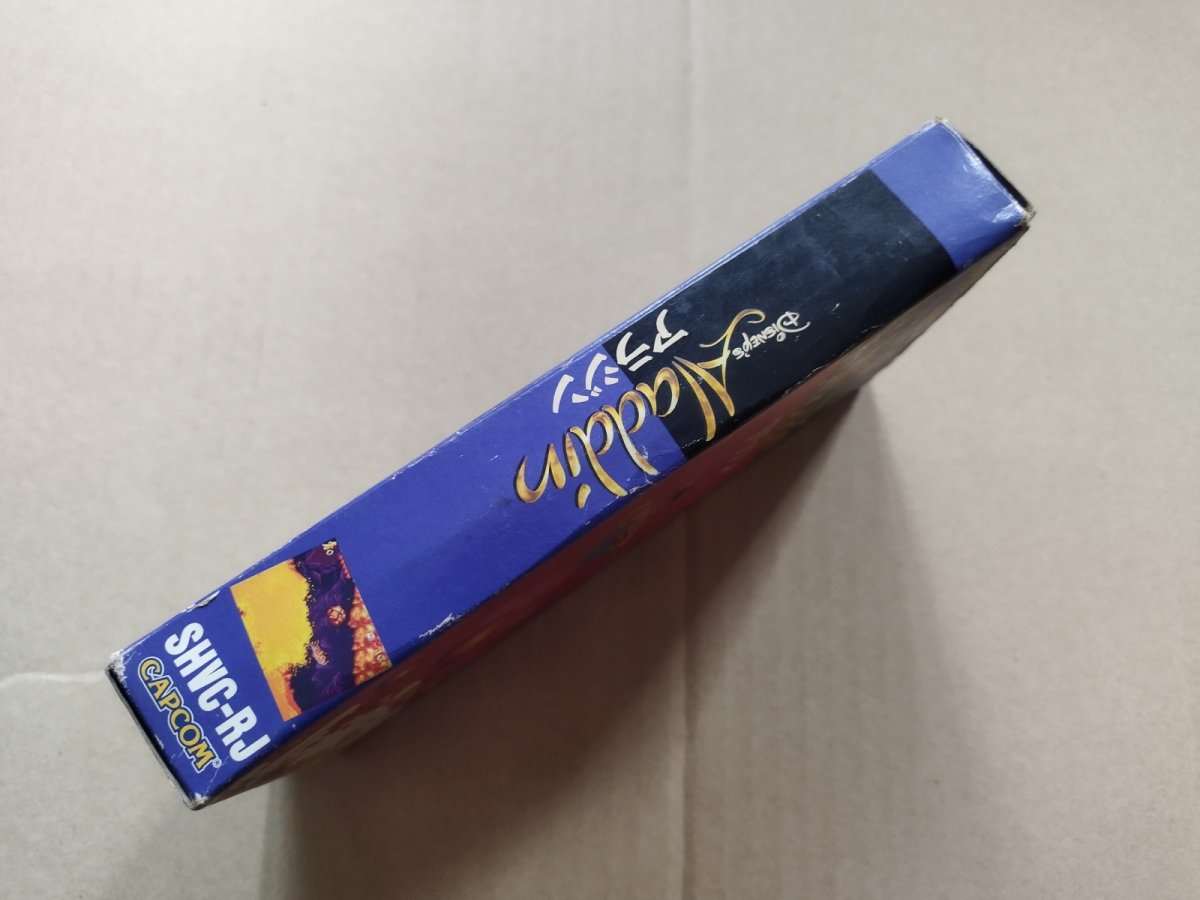 DISNEY'S
Aladdin
アラジン
SHVC-RJ
CAPCOM®